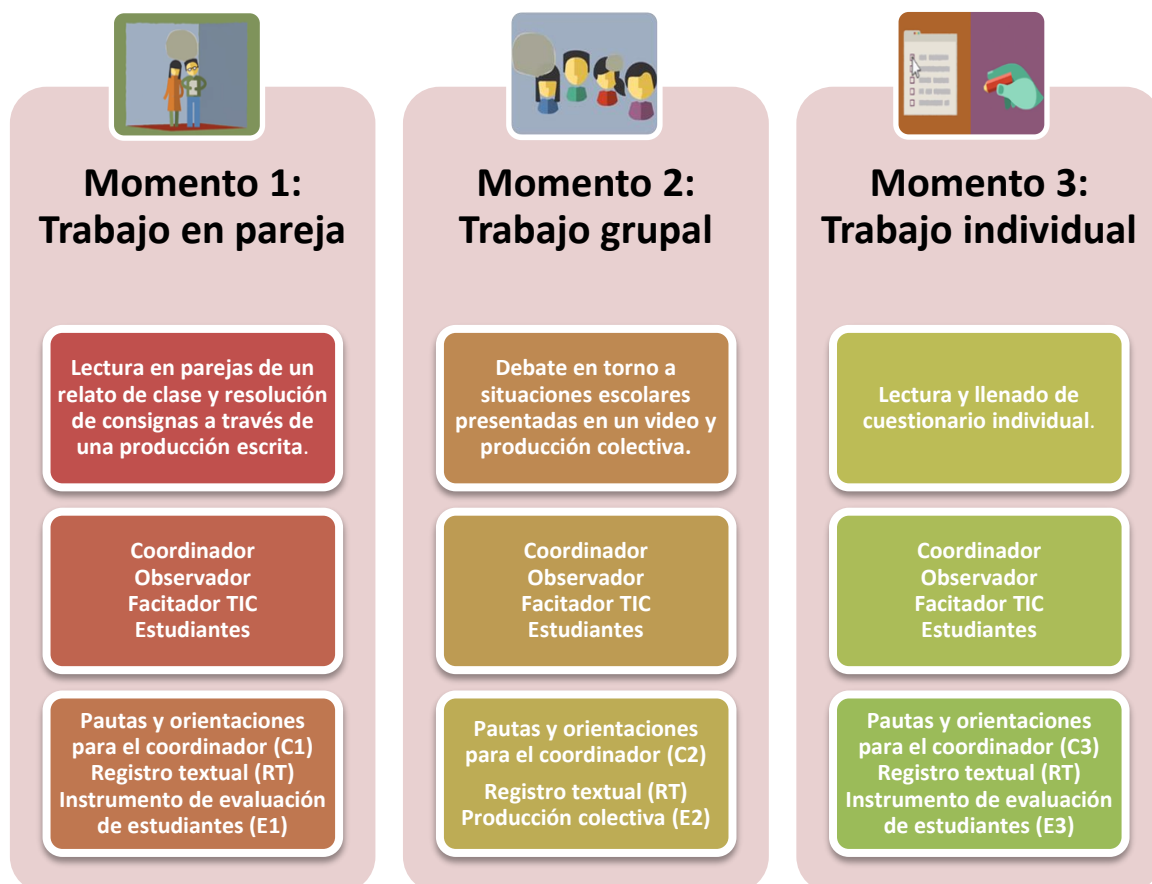 Momento 1:
Trabajo en pareja
Lectura en parejas de un
relato de clase y resolución
de consignas a través de
una producción escrita.
Coordinador
Observador
Facitador TIC
Estudiantes
Pautas y orientaciones
para el coordinador (C1)
Registro textual (RT)
Instrumento de evaluación
de estudiantes (E1)
Momento 2:
Trabajo grupal
Debate en torno a
situaciones escolares
presentadas en un video y
producción colectiva.
Coordinador
Observador
Facitador TIC
Estudiantes
Pautas y orientaciones
para el coordinador (C2)
Registro textual (RT)
Producción colectiva (E2)
Momento 3:
Trabajo individual
Lectura y llenado de
cuestionario individual.
Coordinador
Observador
Facitador TIC
Estudiantes
Pautas y orientaciones
para el coordinador (C3)
Registro textual (RT)
Instrumento de evaluación
de estudiantes (E3)